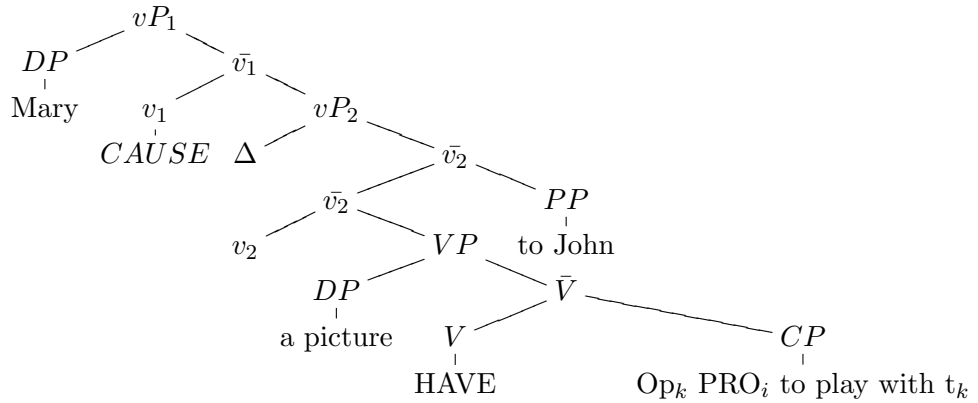 vP₁
DP v̄₁
Mary v₁ vP₂
CAUSE Δ v̄₂
v̄₂ PP
v₂ VP to John
DP V̄
a picture V CP
HAVE Opₖ PROᵢ to play with tₖ